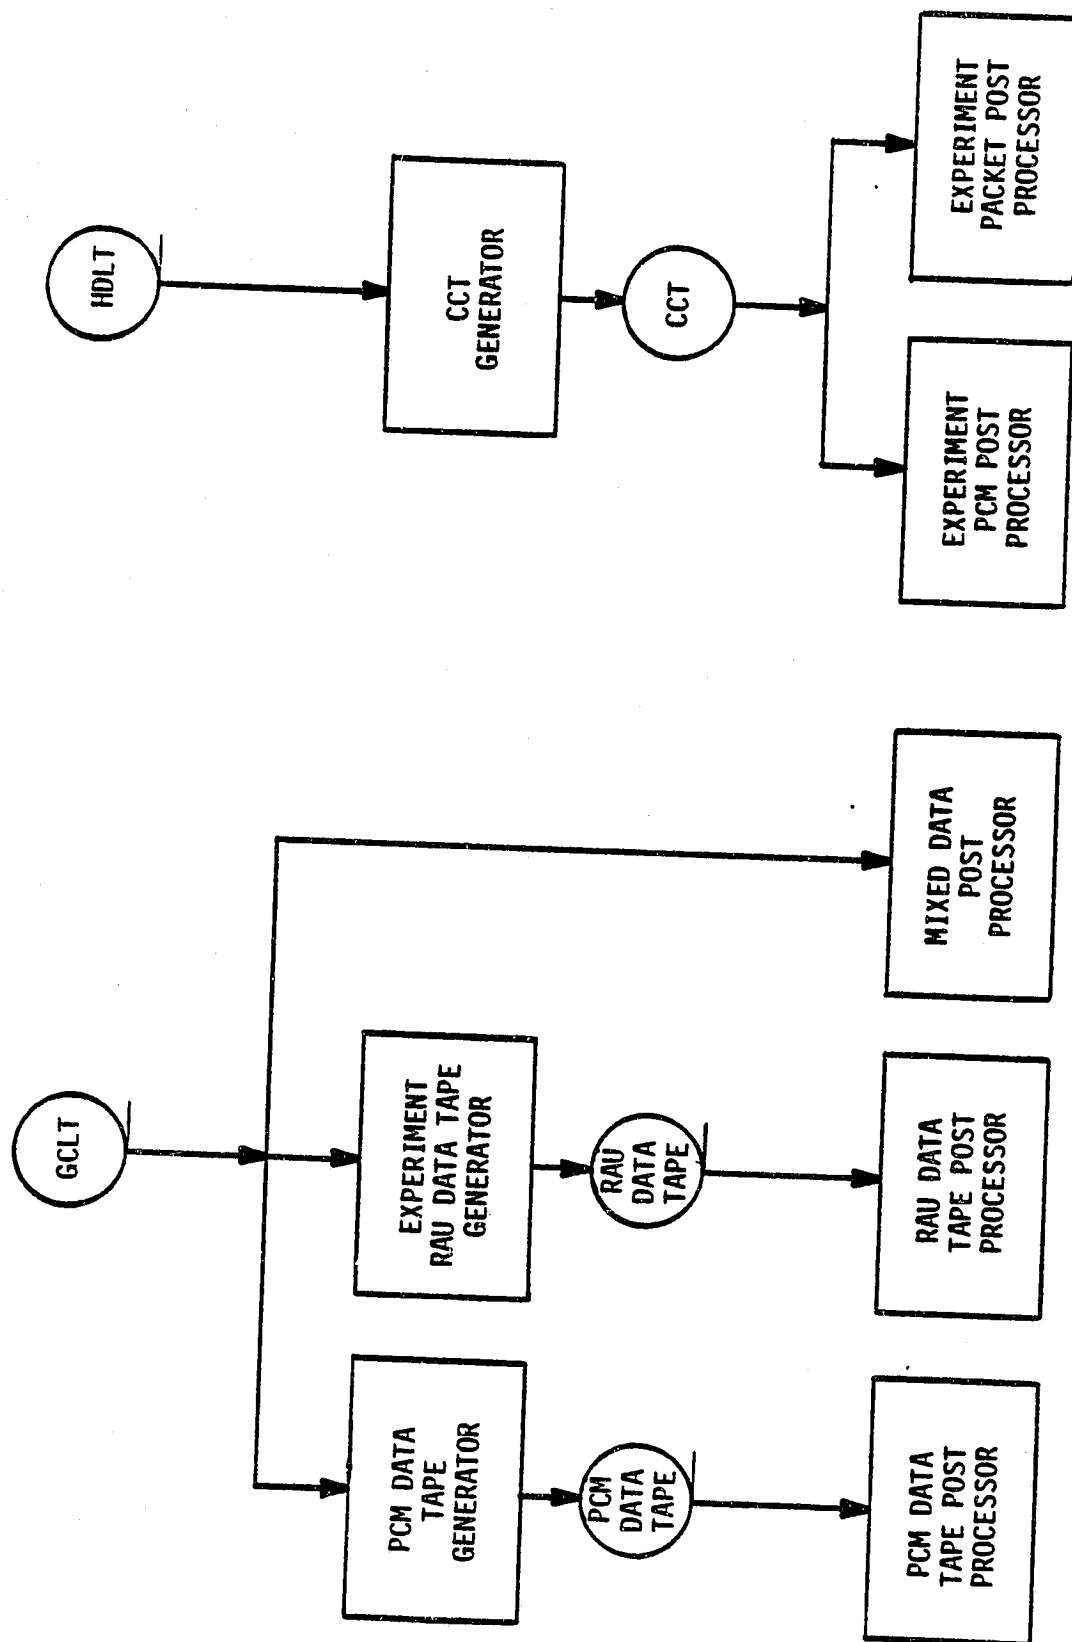 GCLT
PCM DATA
TAPE
GENERATOR
EXPERIMENT
RAU DATA TAPE
GENERATOR
PCM
DATA
TAPE
RAU
DATA
TAPE
PCM DATA
TAPE POST
PROCESSOR
RAU DATA
TAPE POST
PROCESSOR
MIXED DATA
POST
PROCESSOR
HDLT
CCT
GENERATOR
CCT
EXPERIMENT
PCM POST
PROCESSOR
EXPERIMENT
PACKET POST
PROCESSOR